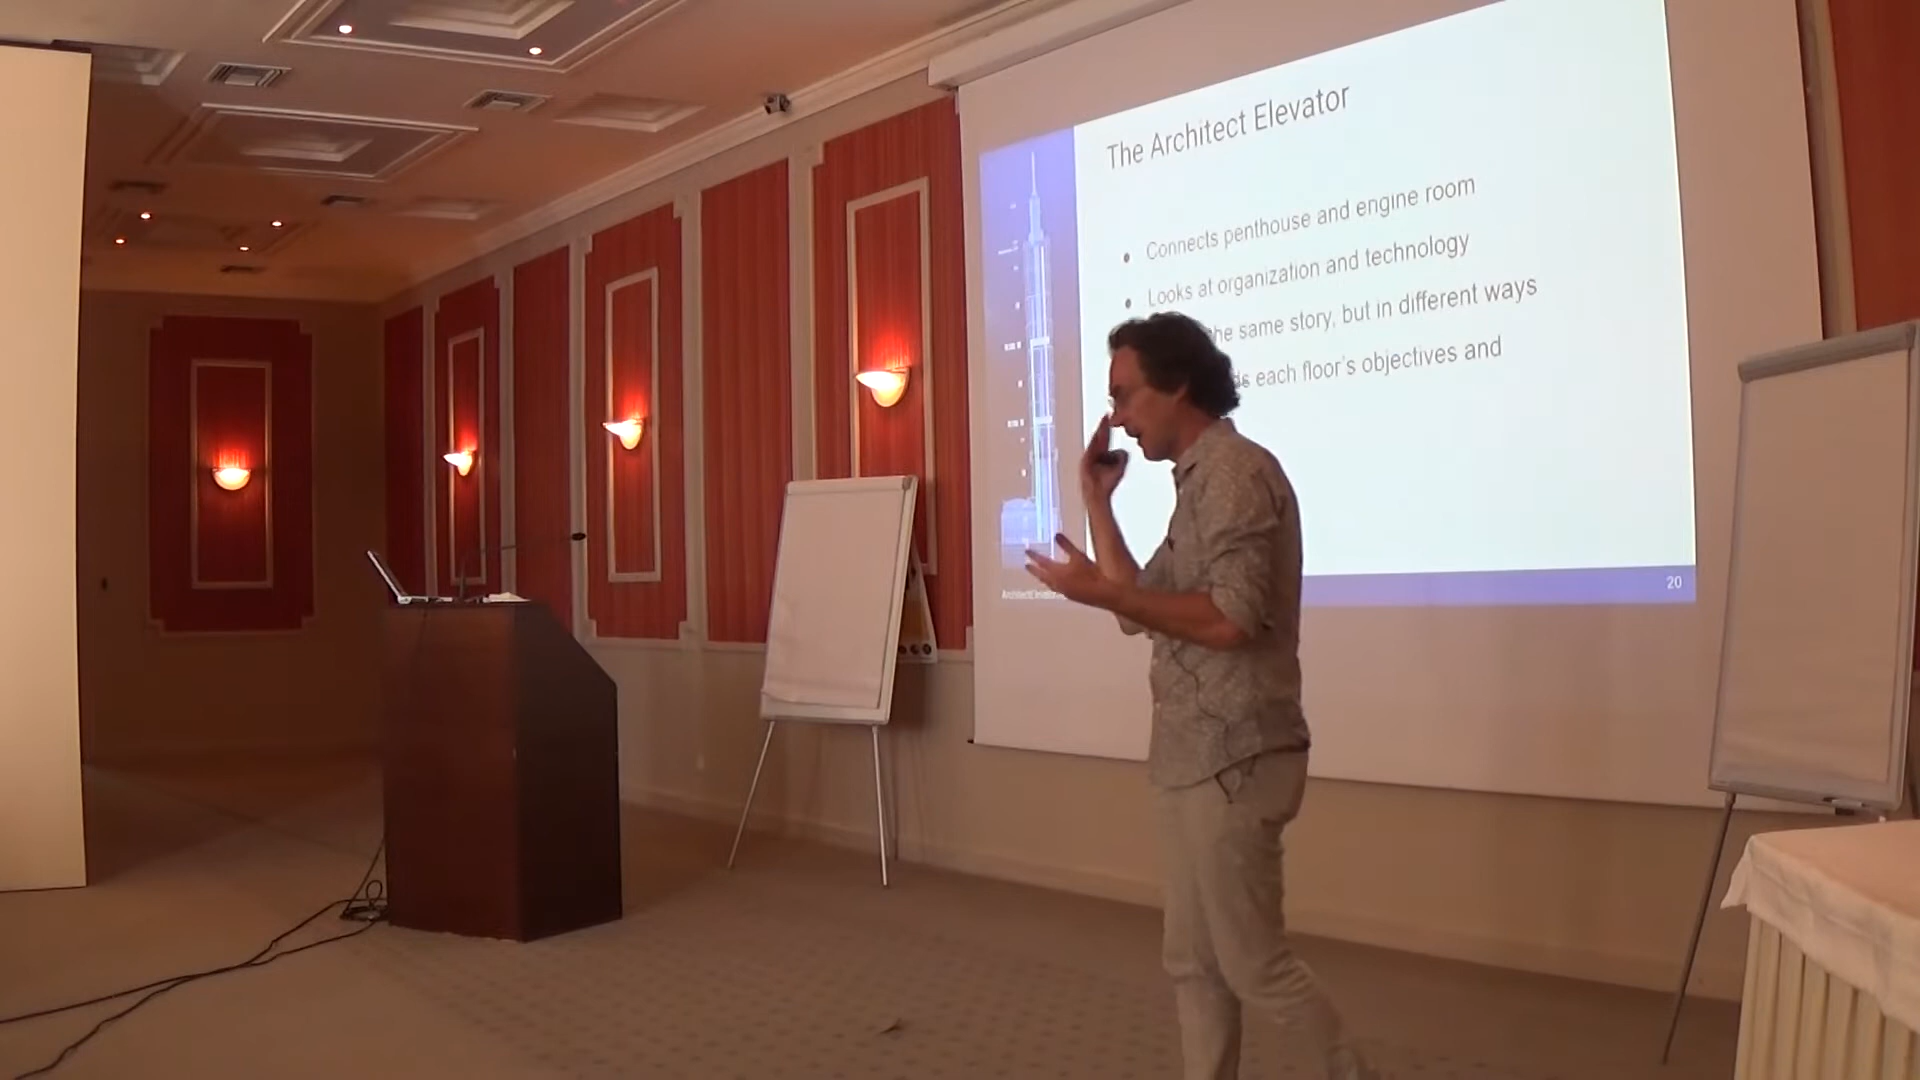 The Architect Elevator
Connects penthouse and engine room
Looks at organization and technology
same story, but in different ways
each floor's objectives and
20